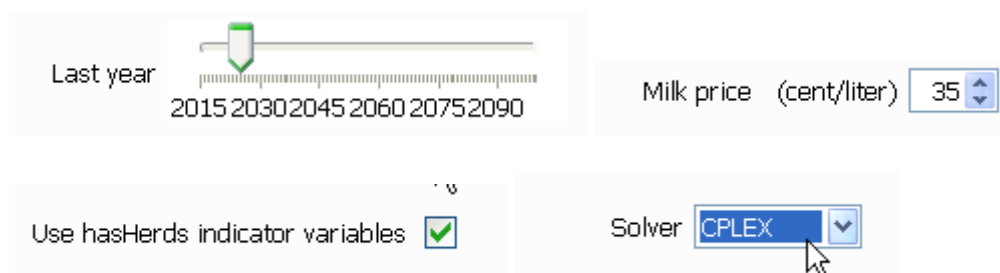 Last year
2015 2030 2045 2060 2075 2090
Milk price (cent/liter) 35
Use hasHerds indicator variables
Solver CPLEX